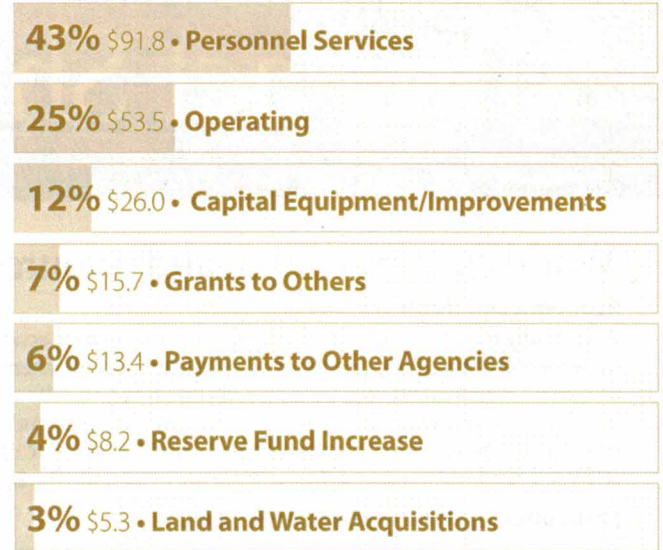 43% $91.8 • Personnel Services
25% $53.5 • Operating
12% $26.0 • Capital Equipment/Improvements
7% $15.7 • Grants to Others
6% $13.4 • Payments to Other Agencies
4% $8.2 • Reserve Fund Increase
3% $5.3 • Land and Water Acquisitions